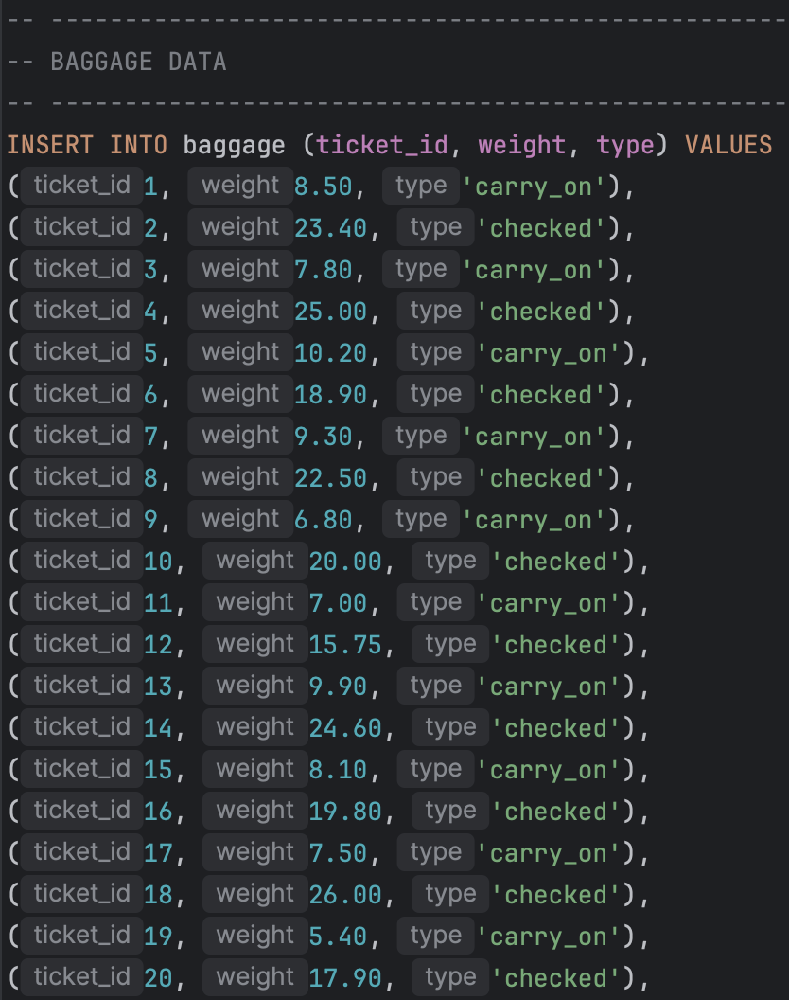 -- --------------------------------------------------
-- BAGGAGE DATA
-- --------------------------------------------------
INSERT INTO baggage (ticket_id, weight, type) VALUES
( ticket_id 1, weight 8.50, type 'carry_on'),
( ticket_id 2, weight 23.40, type 'checked'),
( ticket_id 3, weight 7.80, type 'carry_on'),
( ticket_id 4, weight 25.00, type 'checked'),
( ticket_id 5, weight 10.20, type 'carry_on'),
( ticket_id 6, weight 18.90, type 'checked'),
( ticket_id 7, weight 9.30, type 'carry_on'),
( ticket_id 8, weight 22.50, type 'checked'),
( ticket_id 9, weight 6.80, type 'carry_on'),
( ticket_id 10, weight 20.00, type 'checked'),
( ticket_id 11, weight 7.00, type 'carry_on'),
( ticket_id 12, weight 15.75, type 'checked'),
( ticket_id 13, weight 9.90, type 'carry_on'),
( ticket_id 14, weight 24.60, type 'checked'),
( ticket_id 15, weight 8.10, type 'carry_on'),
( ticket_id 16, weight 19.80, type 'checked'),
( ticket_id 17, weight 7.50, type 'carry_on'),
( ticket_id 18, weight 26.00, type 'checked'),
( ticket_id 19, weight 5.40, type 'carry_on'),
( ticket_id 20, weight 17.90, type 'checked'),